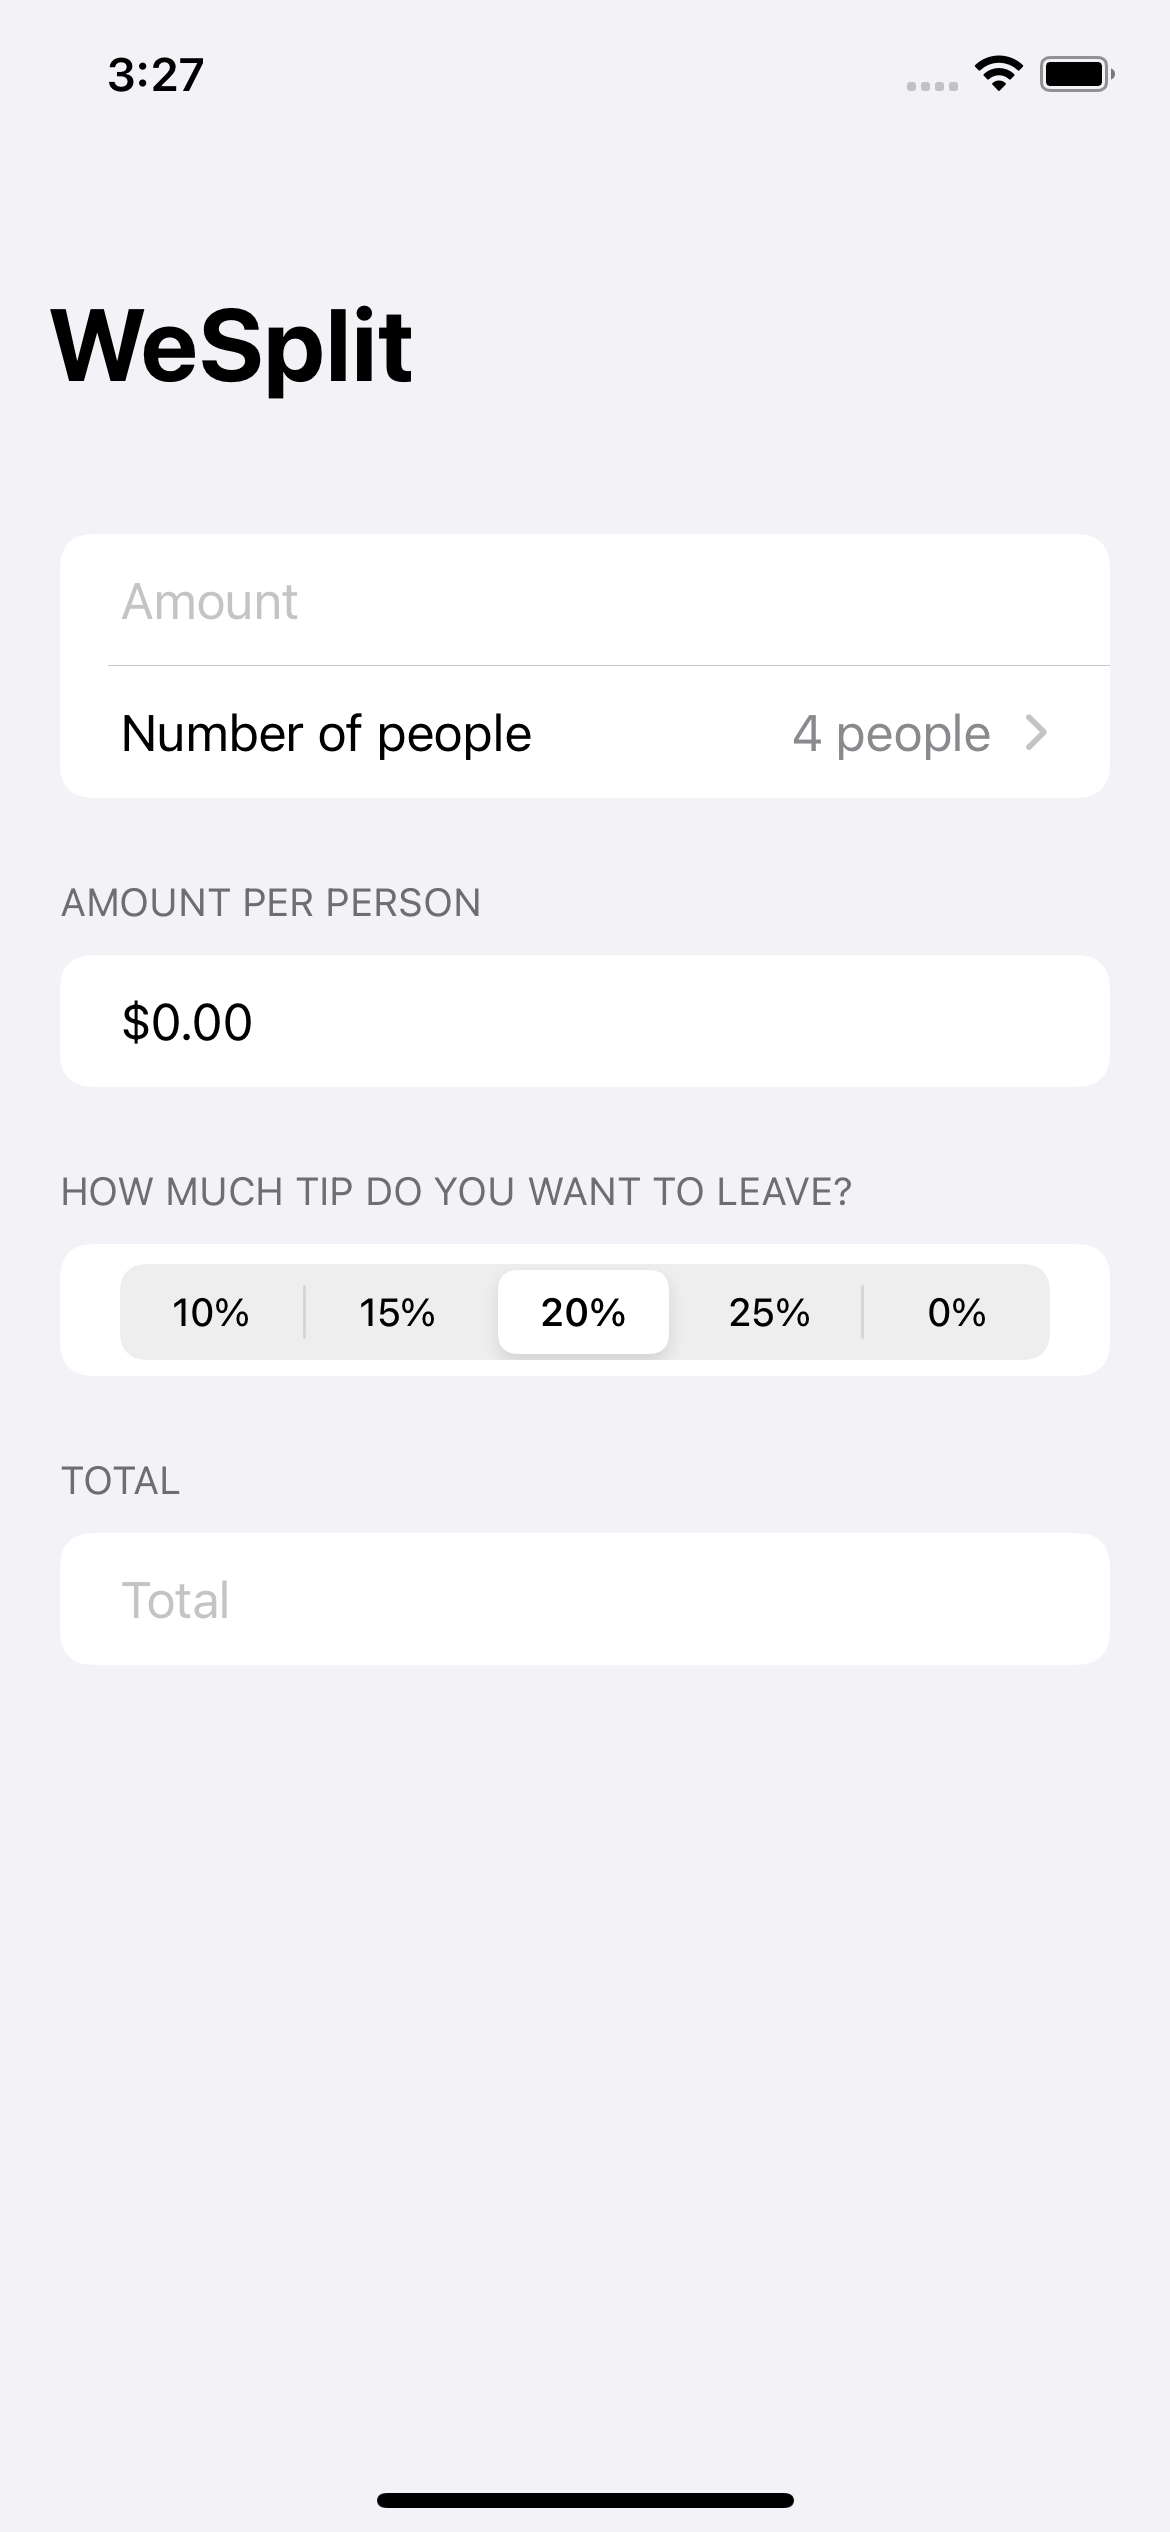 3:27
WeSplit
Amount
Number of people 4 people
AMOUNT PER PERSON
$0.00
HOW MUCH TIP DO YOU WANT TO LEAVE?
10% 15% 20% 25% 0%
TOTAL
Total